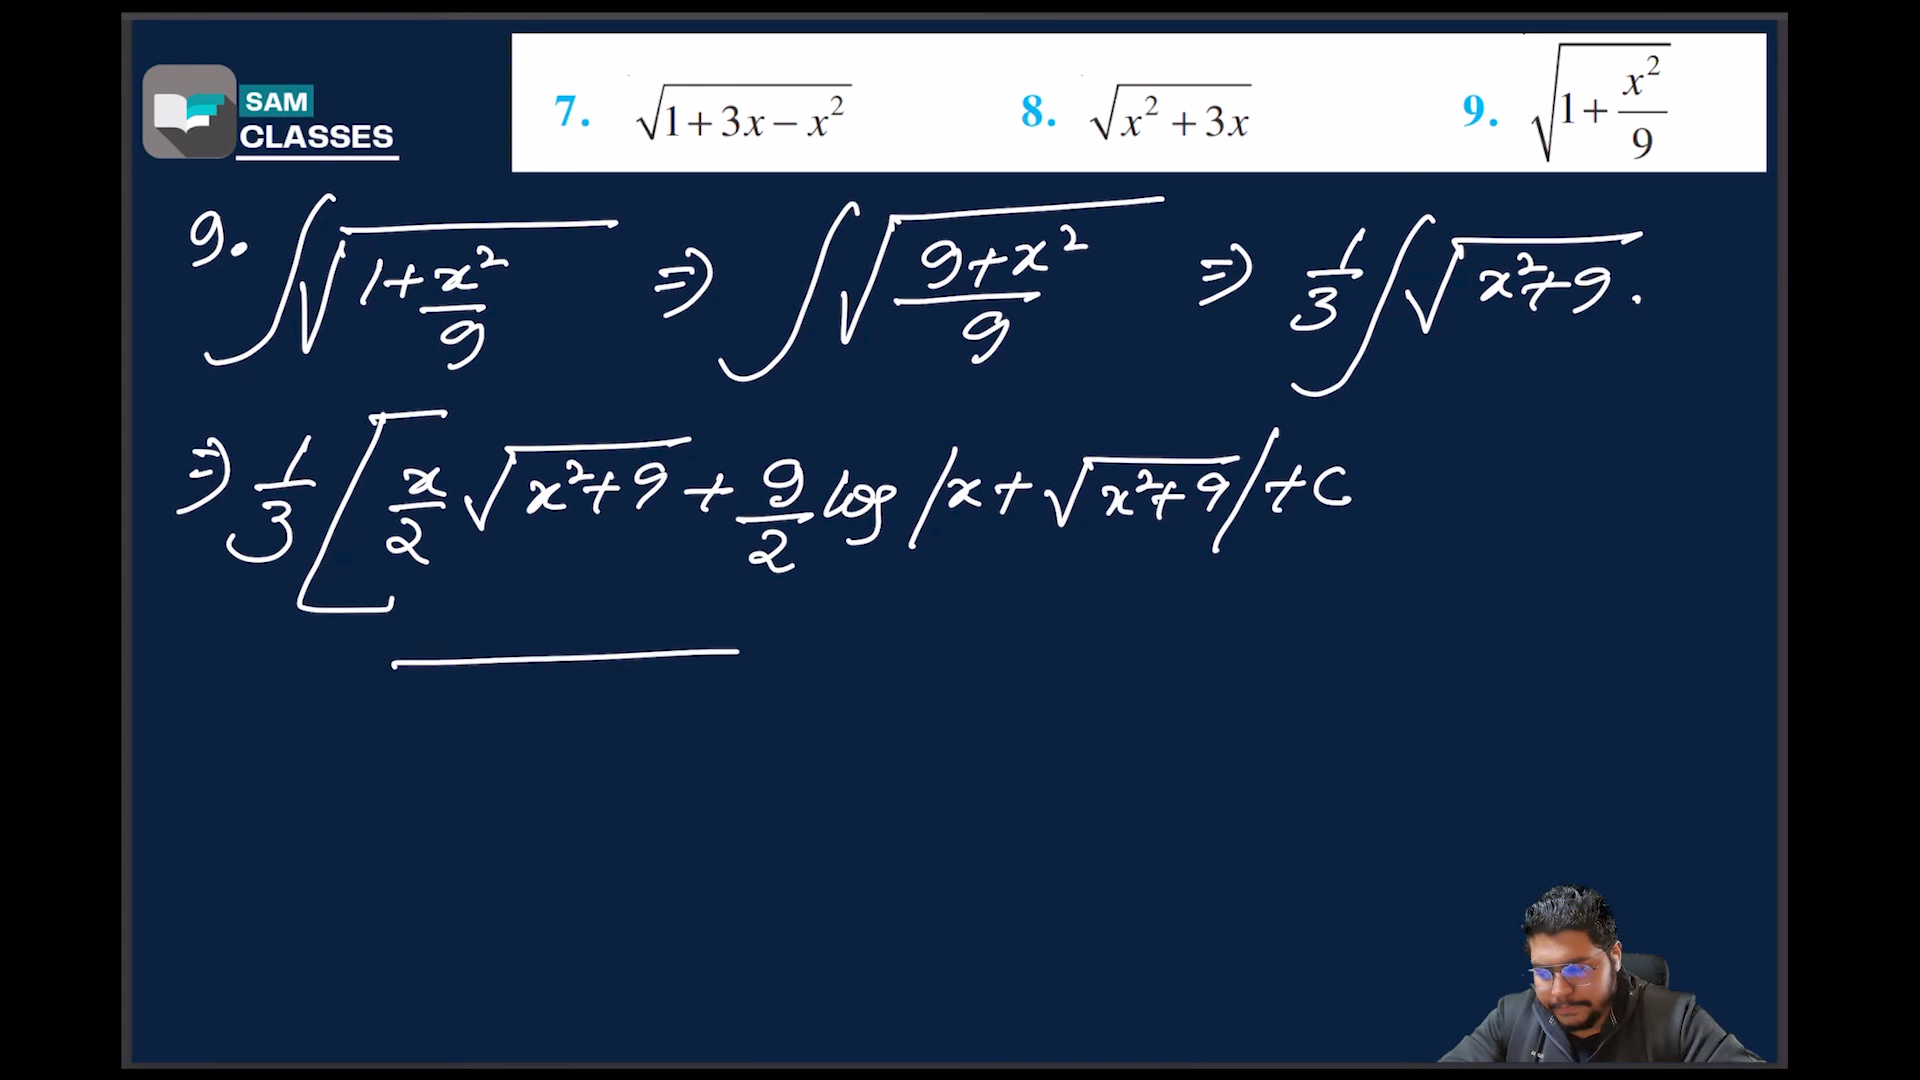 SAM
CLASSES
7. √(1+3x−x²) 8. √(x²+3x) 9. √(1+x²/9)
9. ∫√(1+x²/9) ⇒ ∫√((9+x²)/9) ⇒ 1/3 ∫√(x²+9).
⇒ 1/3 [x/2 √(x²+9) + 9/2 log |x+√(x²+9)| + C